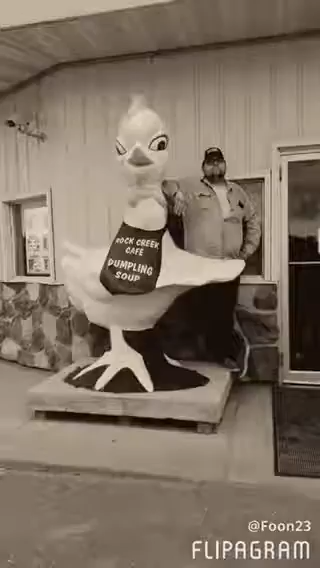 ROCK CREEK
CAFE
DUMPLING
SOUP
@Foon23
FLIPAGRAM